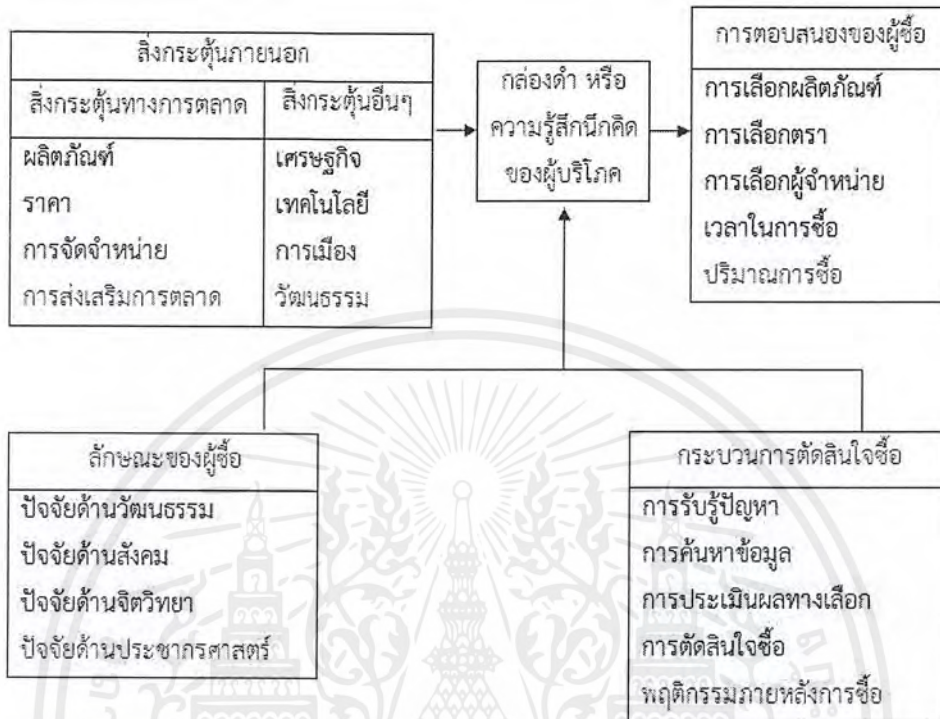 สิ่งกระตุ้นภายนอก
สิ่งกระตุ้นทางการตลาด
ผลิตภัณฑ์
ราคา
การจัดจำหน่าย
การส่งเสริมการตลาด
สิ่งกระตุ้นอื่นๆ
เศรษฐกิจ
เทคโนโลยี
การเมือง
วัฒนธรรม
กล่องดำ หรือ
ความรู้สึกนึกคิด
ของผู้บริโภค
การตอบสนองของผู้ซื้อ
การเลือกผลิตภัณฑ์
การเลือกตรา
การเลือกผู้จำหน่าย
เวลาในการซื้อ
ปริมาณการซื้อ
ลักษณะของผู้ซื้อ
ปัจจัยด้านวัฒนธรรม
ปัจจัยด้านสังคม
ปัจจัยด้านจิตวิทยา
ปัจจัยด้านประชากรศาสตร์
กระบวนการตัดสินใจซื้อ
การรับรู้ปัญหา
การค้นหาข้อมูล
การประเมินผลทางเลือก
การตัดสินใจซื้อ
พฤติกรรมภายหลังการซื้อ